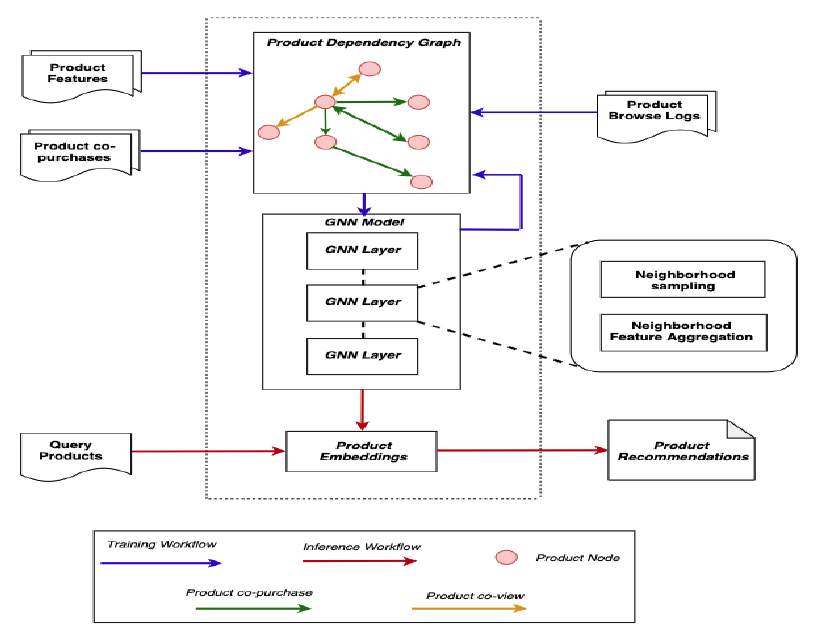 Product Dependency Graph
Product
Features
Product
Browse Logs
Product co-
purchases
GNN Model
GNN Layer
GNN Layer
GNN Layer
Neighborhood
sampling
Neighborhood
Feature Aggregation
Query
Products
Product
Embeddings
Product
Recommendations
Training Workflow
Inference Workflow
Product Node
Product co-purchase
Product co-view